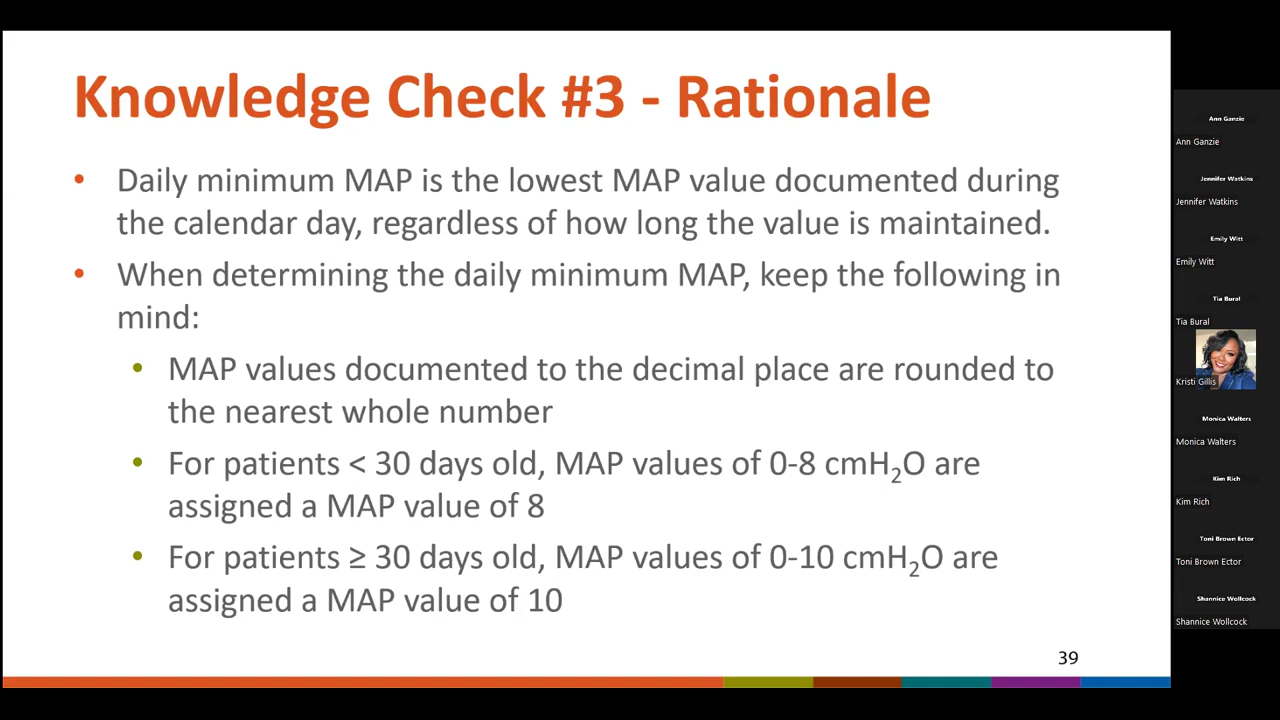 Knowledge Check #3 - Rationale
• Daily minimum MAP is the lowest MAP value documented during
the calendar day, regardless of how long the value is maintained.
• When determining the daily minimum MAP, keep the following in
mind:
• MAP values documented to the decimal place are rounded to
the nearest whole number
• For patients < 30 days old, MAP values of 0-8 cmH₂O are
assigned a MAP value of 8
• For patients ≥ 30 days old, MAP values of 0-10 cmH₂O are
assigned a MAP value of 10
39
Ann Ganzie
Ann Ganzie
Jennifer Watkins
Jennifer Watkins
Emily Witt
Emily Witt
Tia Bural
Tia Bural
Kristi Gillis
Monica Walters
Monica Walters
Kim Rich
Kim Rich
Toni Brown Ector
Toni Brown Ector
Shannice Wollcock
Shannice Wollcock